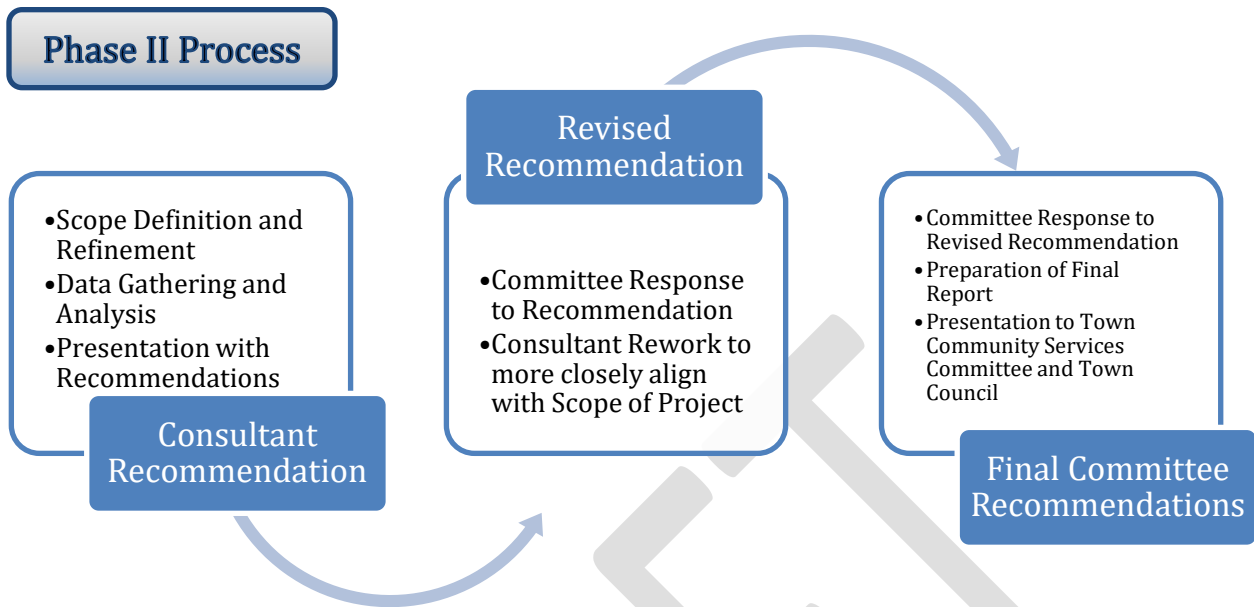 Phase II Process
•Scope Definition and
Refinement
•Data Gathering and
Analysis
•Presentation with
Recommendations
Consultant
Recommendation
Revised
Recommendation
•Committee Response
to Recommendation
•Consultant Rework to
more closely align
with Scope of Project
•Committee Response to
Revised Recommendation
•Preparation of Final
Report
•Presentation to Town
Community Services
Committee and Town
Council
Final Committee
Recommendations